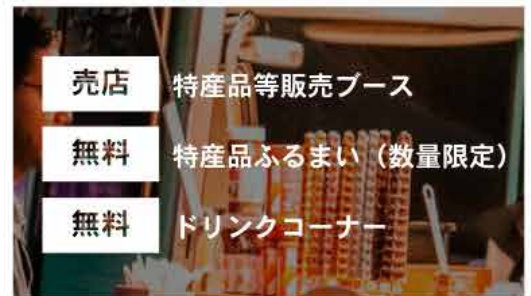 売店 特産品等販売ブース
無料 特産品ふるまい（数量限定）
無料 ドリンクコーナー